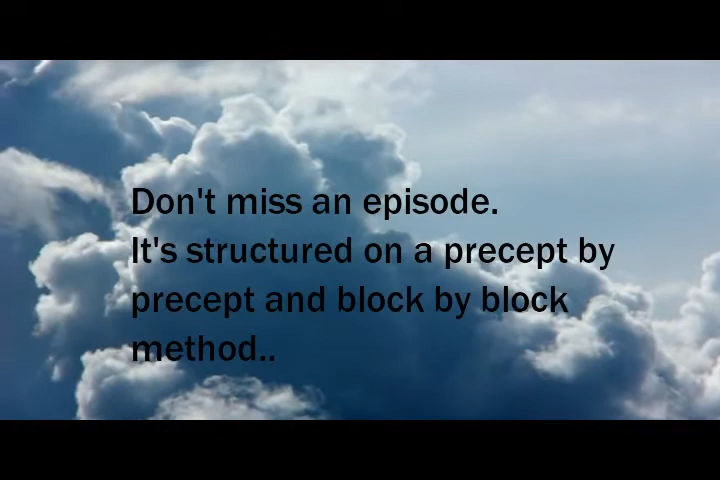 Don't miss an episode.
It's structured on a precept by
precept and block by block
method..